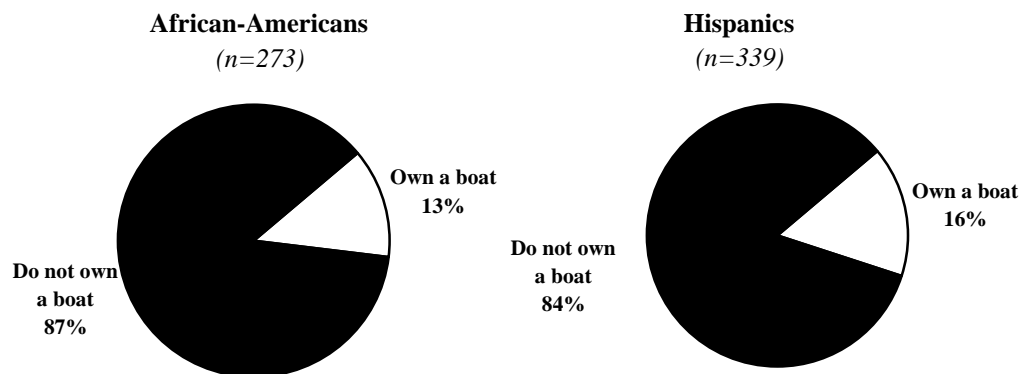 African-Americans
(n=273)
Own a boat
13%
Do not own
a boat
87%
Hispanics
(n=339)
Own a boat
16%
Do not own
a boat
84%